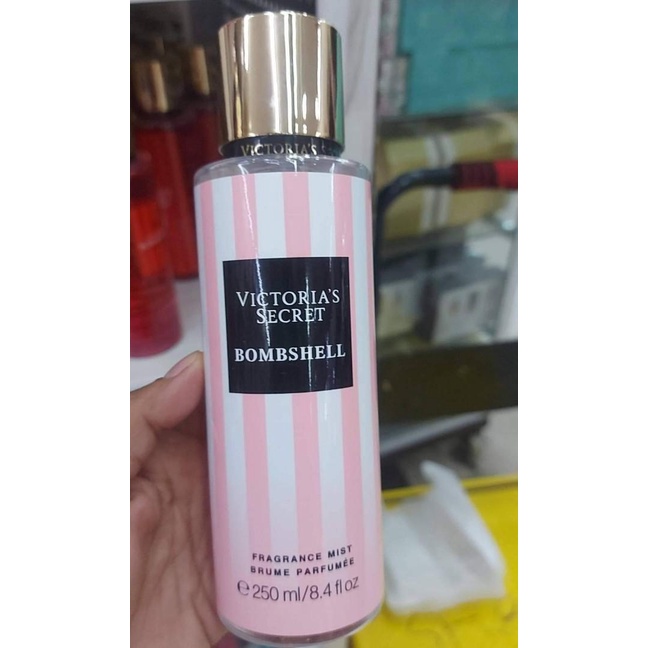 VICTORIA'S
VICTORIA'S
SECRET
BOMBSHELL
FRAGRANCE MIST
BRUME PARFUMÉE
℮ 250 ml/8.4 fl oz